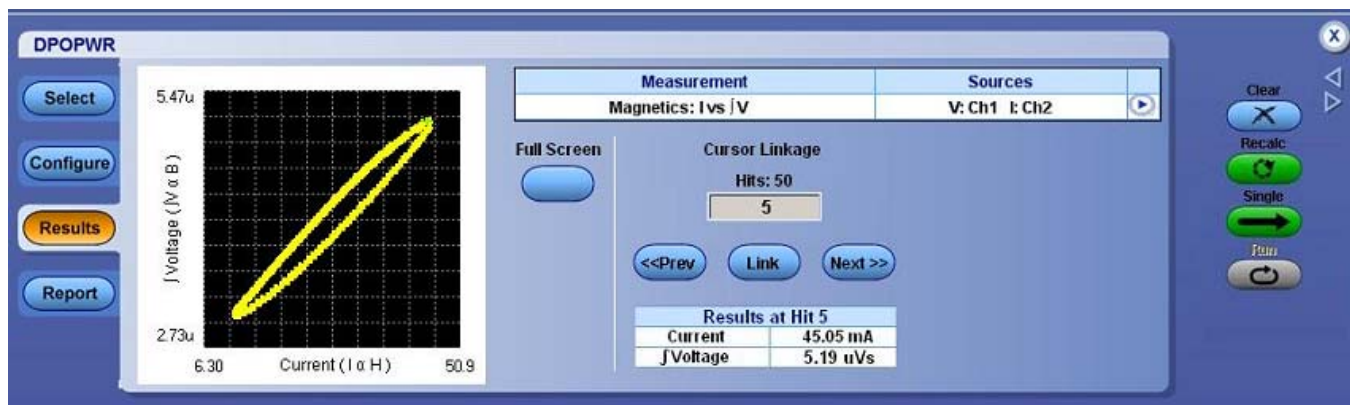 DPOPWR
Select
Configure
Results
Report
5.47u
∫Voltage (∫V α B)
2.73u
6.30 Current ( I α H ) 50.9
Measurement Sources
Magnetics: I vs ∫ V V: Ch1 I: Ch2
Full Screen
Cursor Linkage
Hits: 50
5
<<Prev Link Next >>
Results at Hit 5
Current 45.05 mA
∫Voltage 5.19 uVs
X
Clear
Recalc
Single
Run